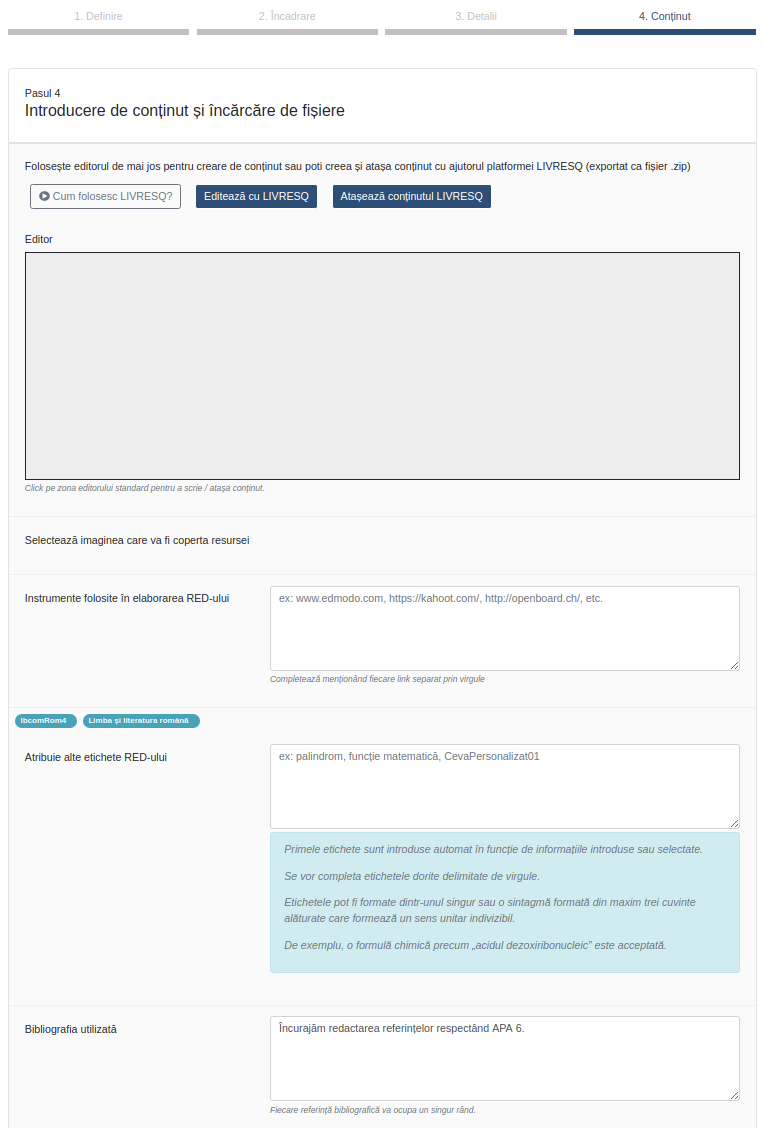 1. Definire
2. Încadrare
3. Detalii
4. Conținut
Pasul 4
Introducere de conținut și încărcare de fișiere
Folosește editorul de mai jos pentru creare de conținut sau poti creea și atașa conținut cu ajutorul platformei LIVRESQ (exportat ca fișier .zip)
Cum folosesc LIVRESQ?
Editează cu LIVRESQ
Atașează conținutul LIVRESQ
Editor
Click pe zona editorului standard pentru a scrie / atașa conținut.
Selectează imaginea care va fi coperta resursei
Instrumente folosite în elaborarea RED-ului
ex: www.edmodo.com, https://kahoot.com/, http://openboard.ch/, etc.
Completează menționând fiecare link separat prin virgule
lbcomRom4
Limba și literatura română
Atribuie alte etichete RED-ului
ex: palindrom, funcție matematică, CevaPersonalizat01
Primele etichete sunt introduse automat în funcție de informațiile introduse sau selectate.
Se vor completa etichetele dorite delimitate de virgule.
Etichetele pot fi formate dintr-unul singur sau o sintagmă formată din maxim trei cuvinte
alăturate care formează un sens unitar indivizibil.
De exemplu, o formulă chimică precum „acidul dezoxiribonucleic” este acceptată.
Bibliografia utilizată
Încurajăm redactarea referințelor respectând APA 6.
Fiecare referință bibliografică va ocupa un singur rând.